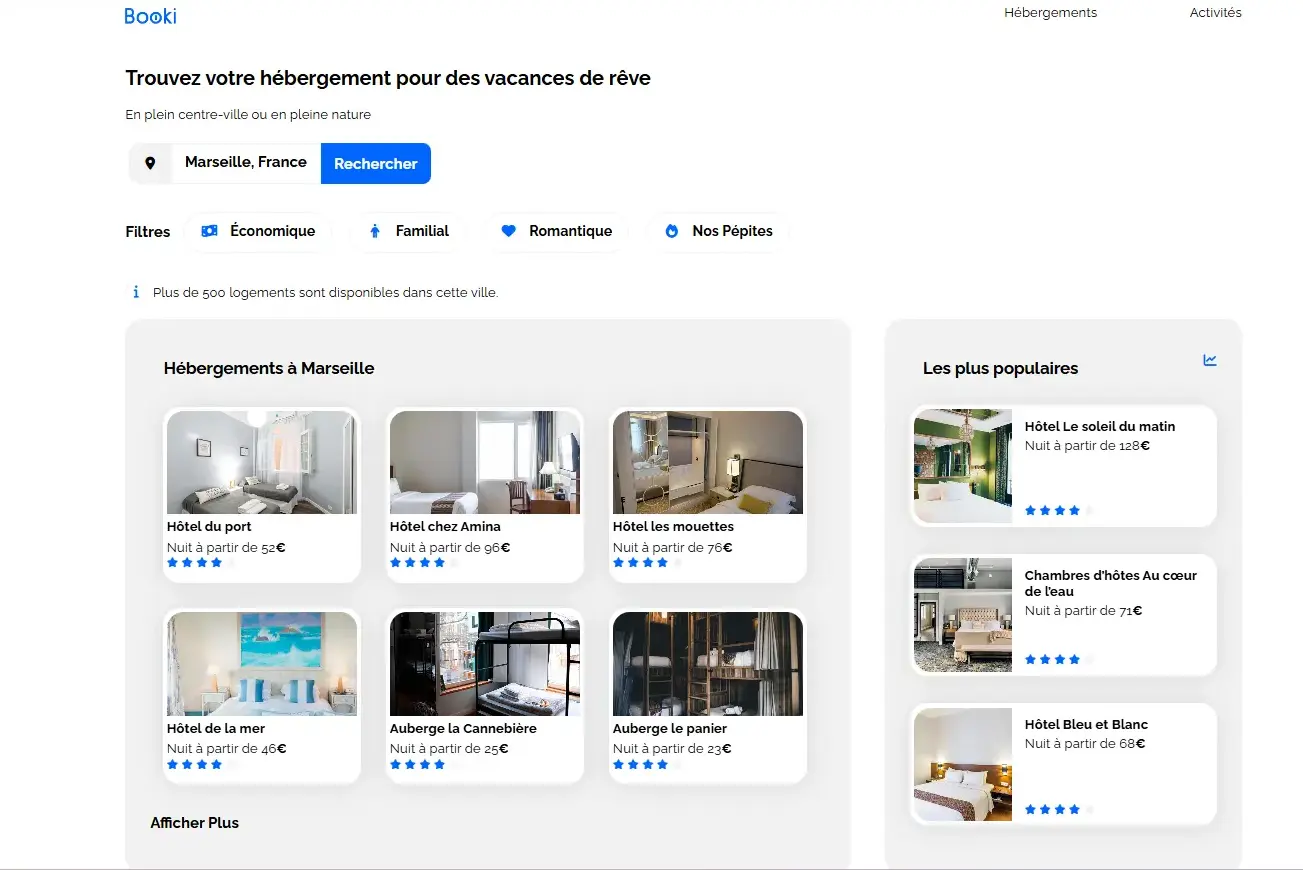 Booki
Hébergements
Activités
Trouvez votre hébergement pour des vacances de rêve
En plein centre-ville ou en pleine nature
Marseille, France
Rechercher
Filtres
Économique
Familial
Romantique
Nos Pépites
Plus de 500 logements sont disponibles dans cette ville.
Hébergements à Marseille
Hôtel du port
Nuit à partir de 52€
Hôtel chez Amina
Nuit à partir de 96€
Hôtel les mouettes
Nuit à partir de 76€
Hôtel de la mer
Nuit à partir de 46€
Auberge la Cannebière
Nuit à partir de 25€
Auberge le panier
Nuit à partir de 23€
Afficher Plus
Les plus populaires
Hôtel Le soleil du matin
Nuit à partir de 128€
Chambres d'hôtes Au cœur
de l'eau
Nuit à partir de 71€
Hôtel Bleu et Blanc
Nuit à partir de 68€